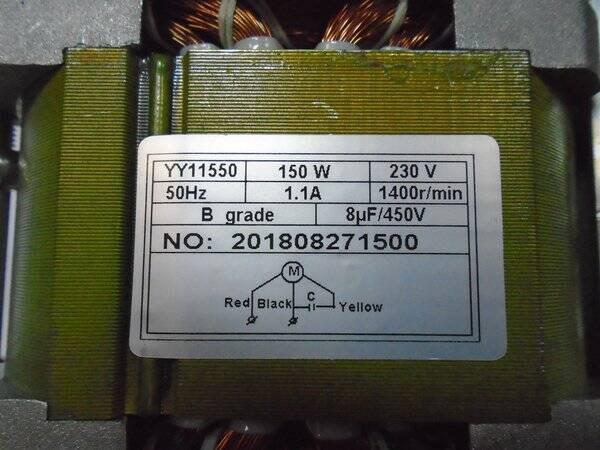 YY11550 150 W 230 V
50Hz 1.1A 1400r/min
B grade 8µF/450V
NO: 201808271500
M
C
Red Black Yellow